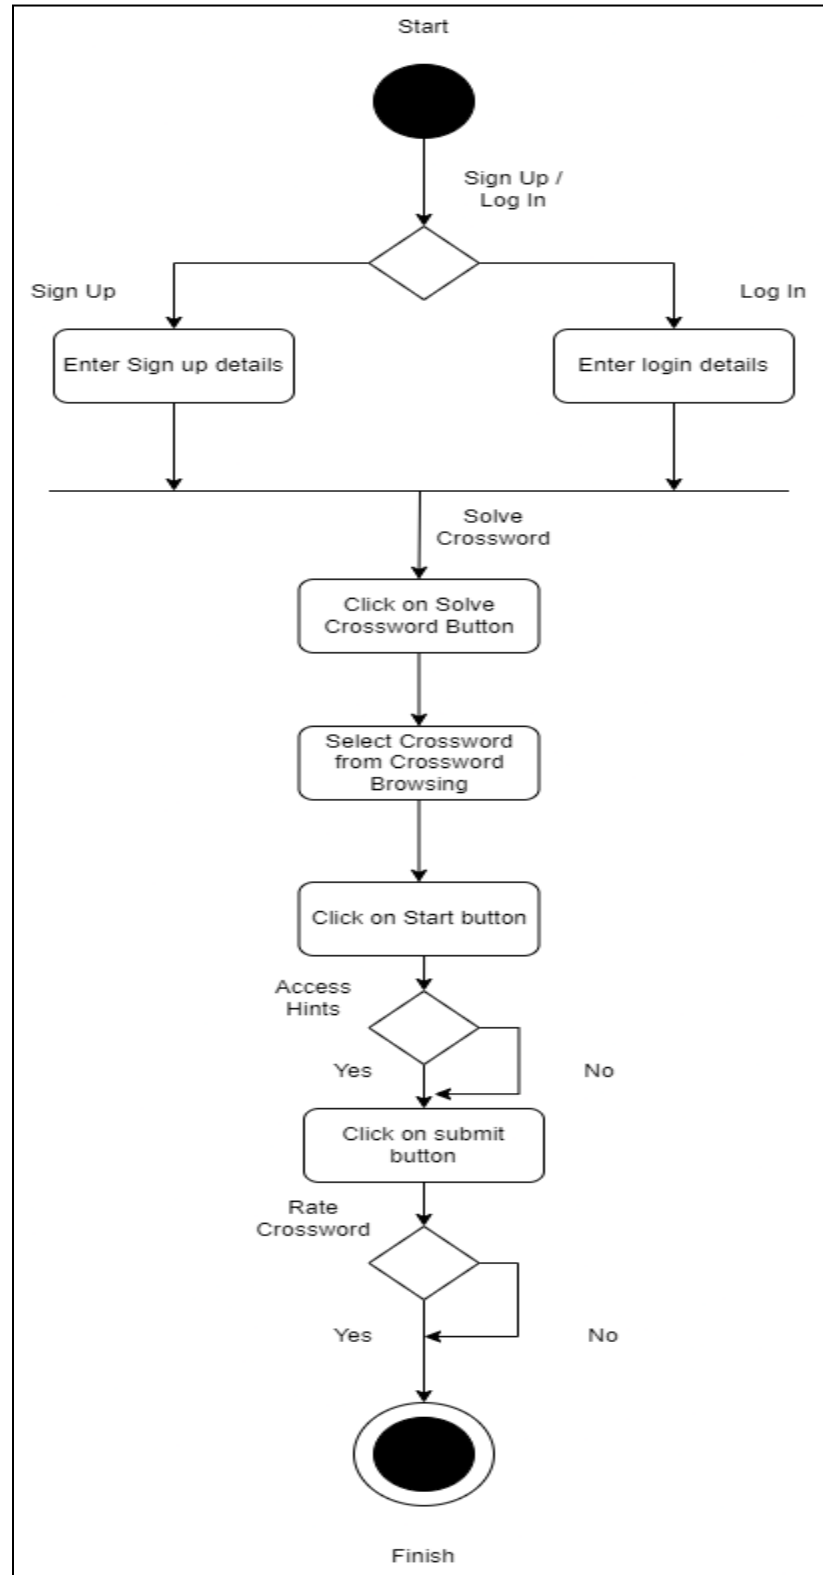 Start
Sign Up /
Log In
Sign Up
Log In
Enter Sign up details
Enter login details
Solve
Crossword
Click on Solve
Crossword Button
Select Crossword
from Crossword
Browsing
Click on Start button
Access
Hints
Yes
No
Click on submit
button
Rate
Crossword
Yes
No
Finish